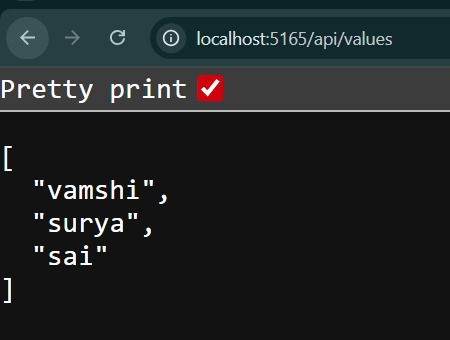 localhost:5165/api/values
Pretty print
[
"vamshi",
"surya",
"sai"
]